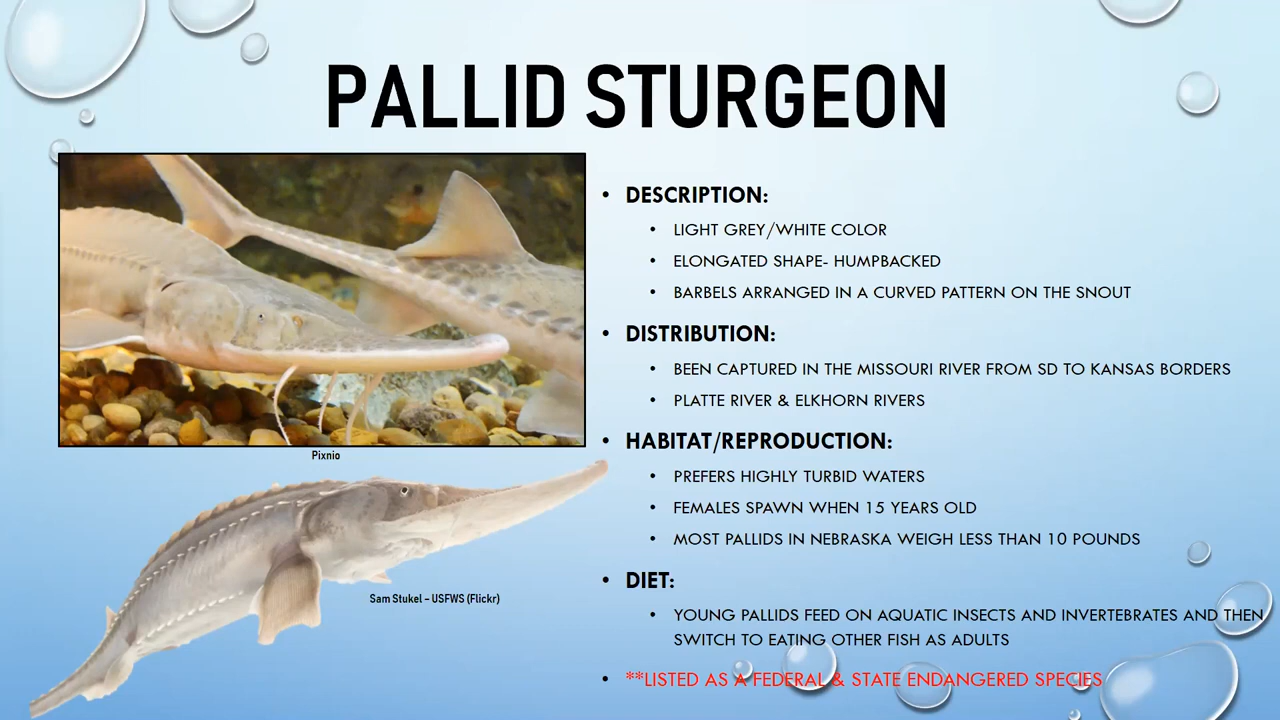 PALLID STURGEON
• DESCRIPTION:
• LIGHT GREY/WHITE COLOR
• ELONGATED SHAPE- HUMPBACKED
• BARBELS ARRANGED IN A CURVED PATTERN ON THE SNOUT
• DISTRIBUTION:
• BEEN CAPTURED IN THE MISSOURI RIVER FROM SD TO KANSAS BORDERS
• PLATTE RIVER & ELKHORN RIVERS
• HABITAT/REPRODUCTION:
• PREFERS HIGHLY TURBID WATERS
• FEMALES SPAWN WHEN 15 YEARS OLD
• MOST PALLIDS IN NEBRASKA WEIGH LESS THAN 10 POUNDS
• DIET:
• YOUNG PALLIDS FEED ON AQUATIC INSECTS AND INVERTEBRATES AND THEN
SWITCH TO EATING OTHER FISH AS ADULTS
• **LISTED AS A FEDERAL & STATE ENDANGERED SPECIES
Pixnio
Sam Stukel – USFWS (Flickr)